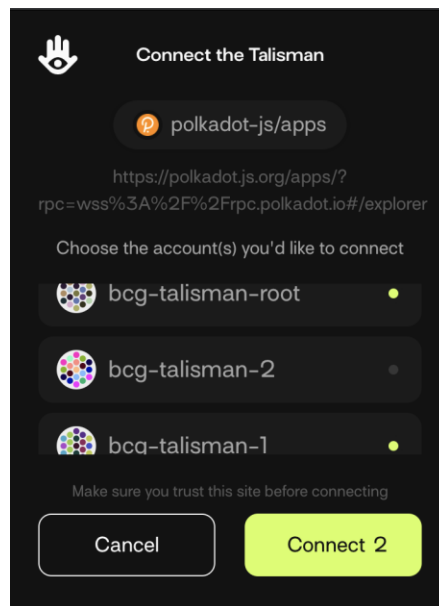 Connect the Talisman
polkadot-js/apps
https://polkadot.js.org/apps/?
rpc=wss%3A%2F%2Frpc.polkadot.io#/explorer
Choose the account(s) you'd like to connect
bcg-talisman-root
bcg-talisman-2
bcg-talisman-1
Make sure you trust this site before connecting
Cancel
Connect 2